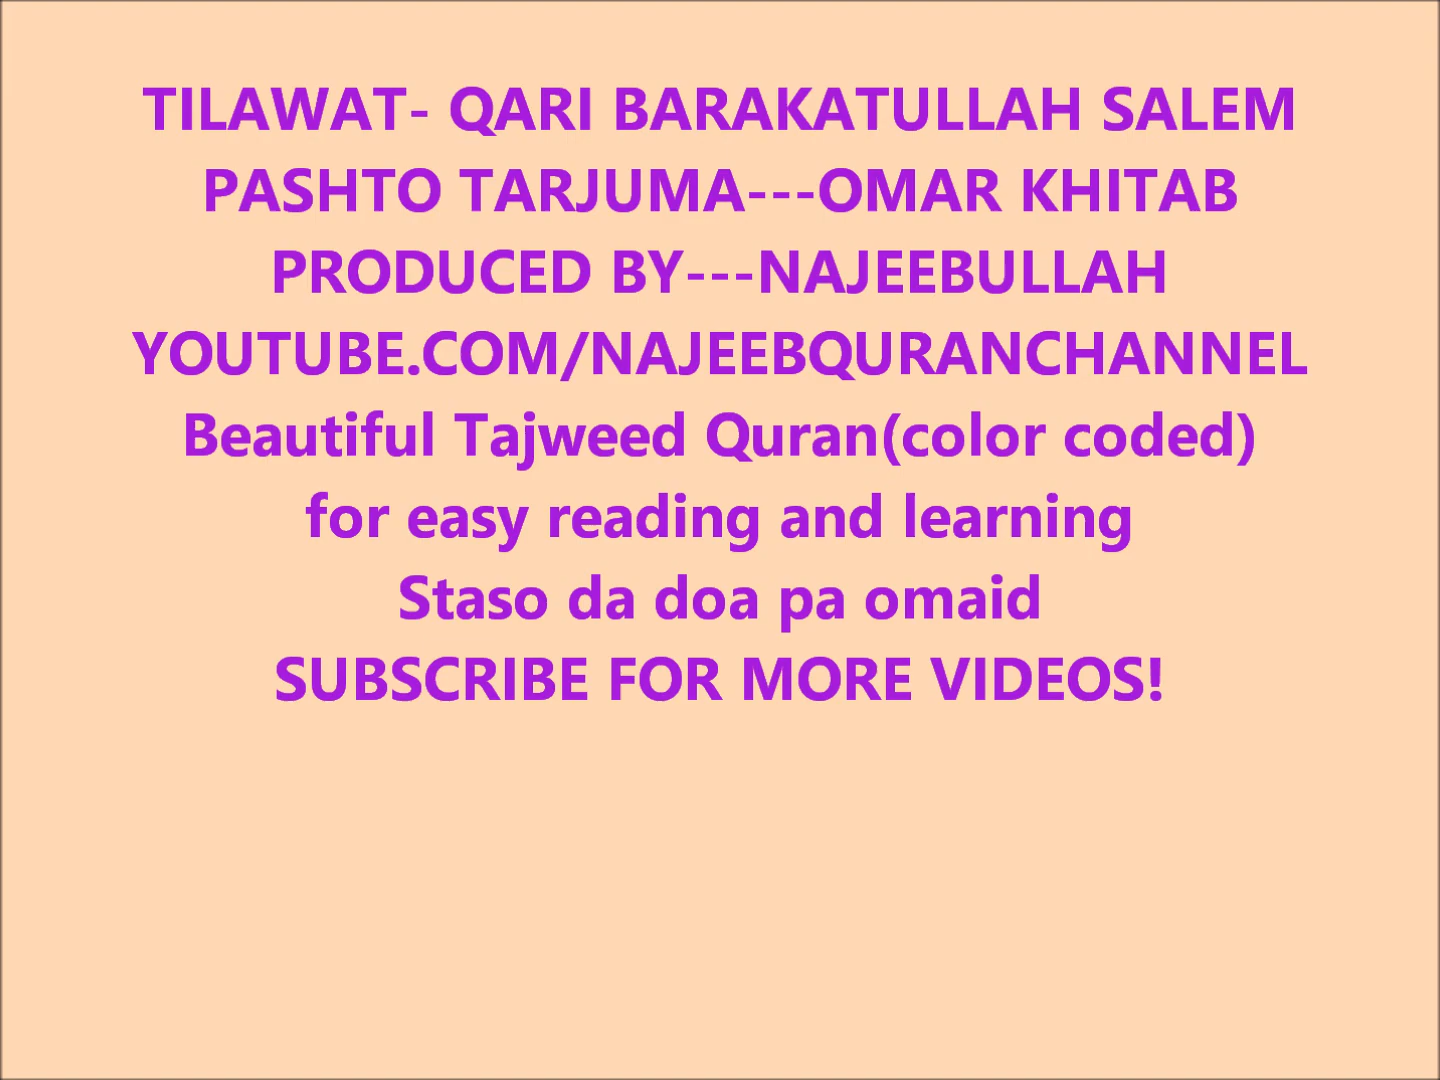 TILAWAT- QARI BARAKATULLAH SALEM
PASHTO TARJUMA---OMAR KHITAB
PRODUCED BY---NAJEEBULLAH
YOUTUBE.COM/NAJEEBQURANCHANNEL
Beautiful Tajweed Quran(color coded)
for easy reading and learning
Staso da doa pa omaid
SUBSCRIBE FOR MORE VIDEOS!